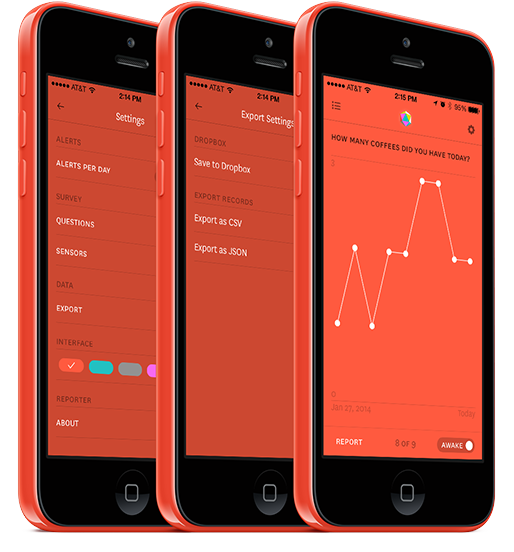 AT&T
2:14 PM
Settings
ALERTS
ALERTS PER DAY
SURVEY
QUESTIONS
SENSORS
DATA
EXPORT
INTERFACE
REPORTER
ABOUT
AT&T
2:14 PM
Export Settings
DROPBOX
Save to Dropbox
EXPORT RECORDS
Export as CSV
Export as JSON
AT&T
2:15 PM
95%
HOW MANY COFFEES DID YOU HAVE TODAY?
3
0
Jan 27, 2014
Today
REPORT
8 OF 9
AWAKE